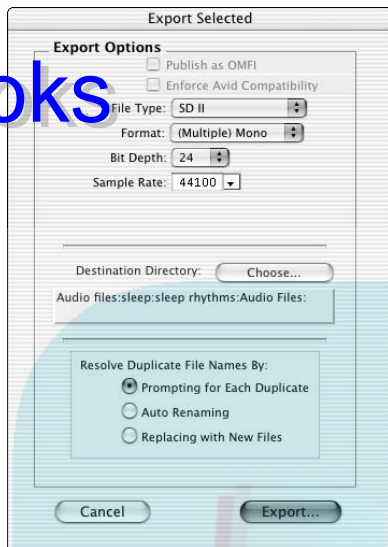 Export Selected
Export Options
Publish as OMFI
Enforce Avid Compatibility
oks
File Type: SD II
Format: (Multiple) Mono
Bit Depth: 24
Sample Rate: 44100
Destination Directory: Choose...
Audio files:sleep:sleep rhythms:Audio Files:
Resolve Duplicate File Names By:
Prompting for Each Duplicate
Auto Renaming
Replacing with New Files
Cancel Export...